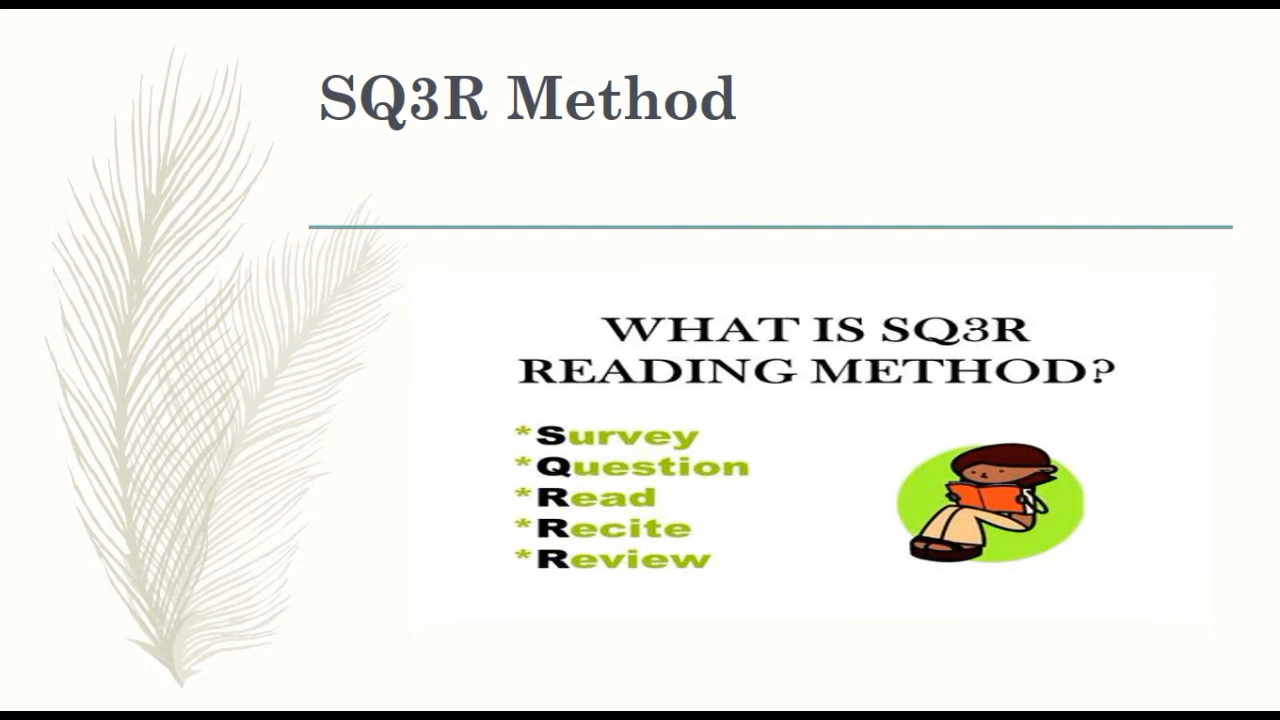 SQ3R Method
WHAT IS SQ3R
READING METHOD?
*Survey
*Question
*Read
*Recite
*Review